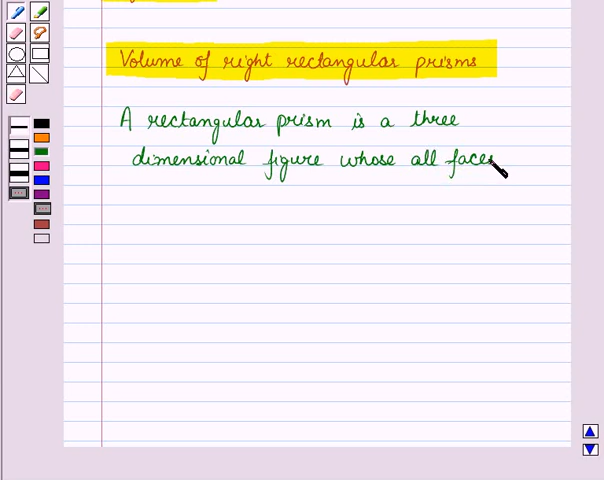 Volume of right rectangular prisms
A rectangular prism is a three
dimensional figure whose all faces